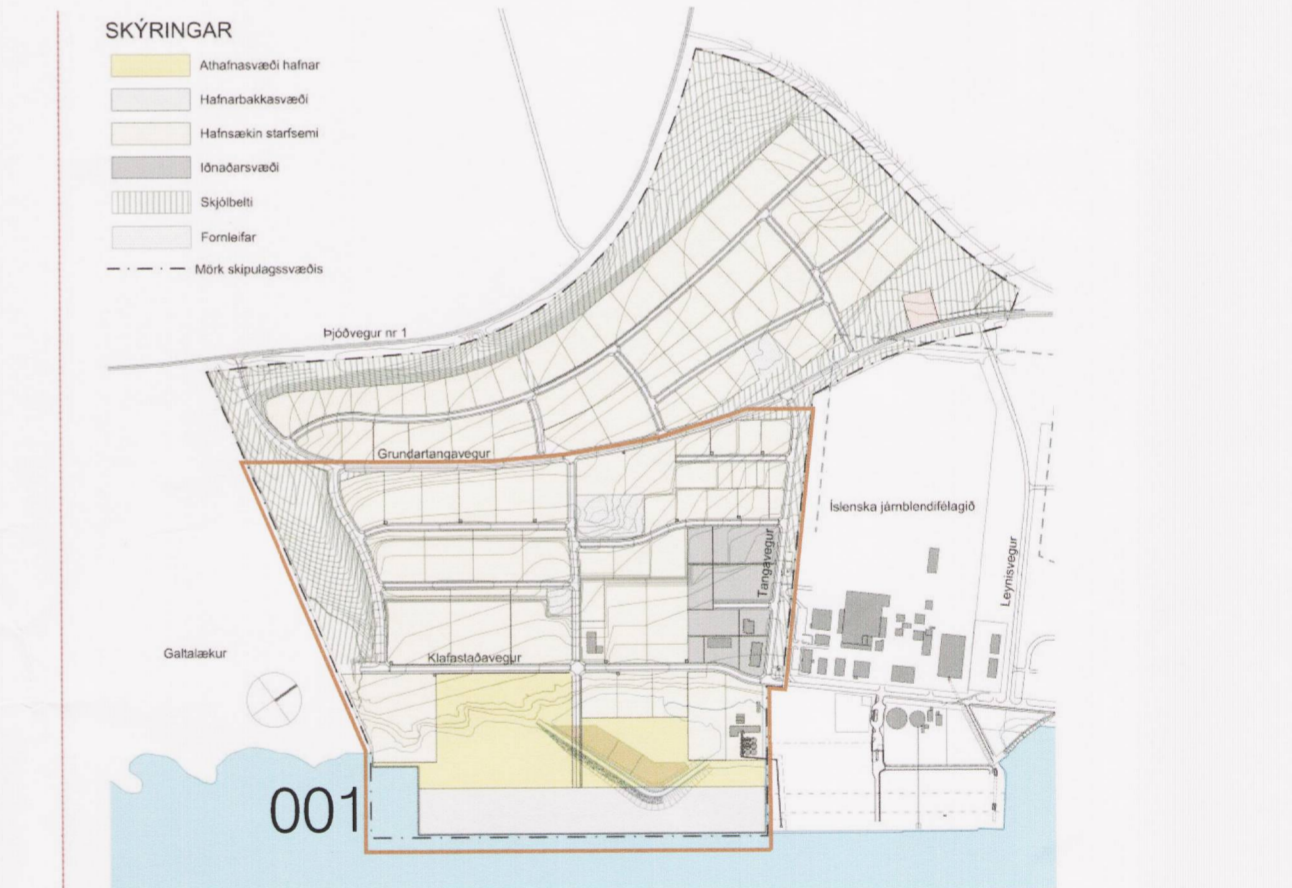 SKÝRINGAR
Athafnasvæði hafnar
Hafnarbakkasvæði
Hafnsækin starfsemi
Iðnaðarsvæði
Skjólbelti
Fornleifar
Mörk skipulagssvæðis
Þjóðvegur nr 1
Grundartangavegur
Íslenska járnblendifélagið
Tangavegur
Leynisvegur
Galtalækur
Klafastaðavegur
001